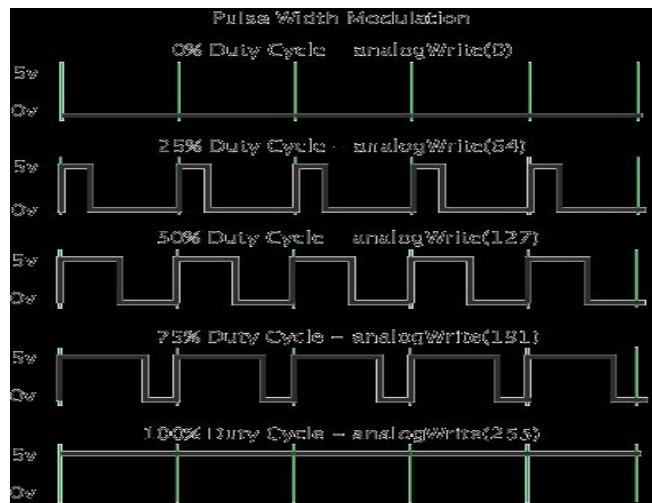 Pulse Width Modulation
0% Duty Cycle – analogWrite(0)
5v
0v
25% Duty Cycle – analogWrite(64)
5v
0v
50% Duty Cycle – analogWrite(127)
5v
0v
75% Duty Cycle – analogWrite(191)
5v
0v
100% Duty Cycle – analogWrite(255)
5v
0v